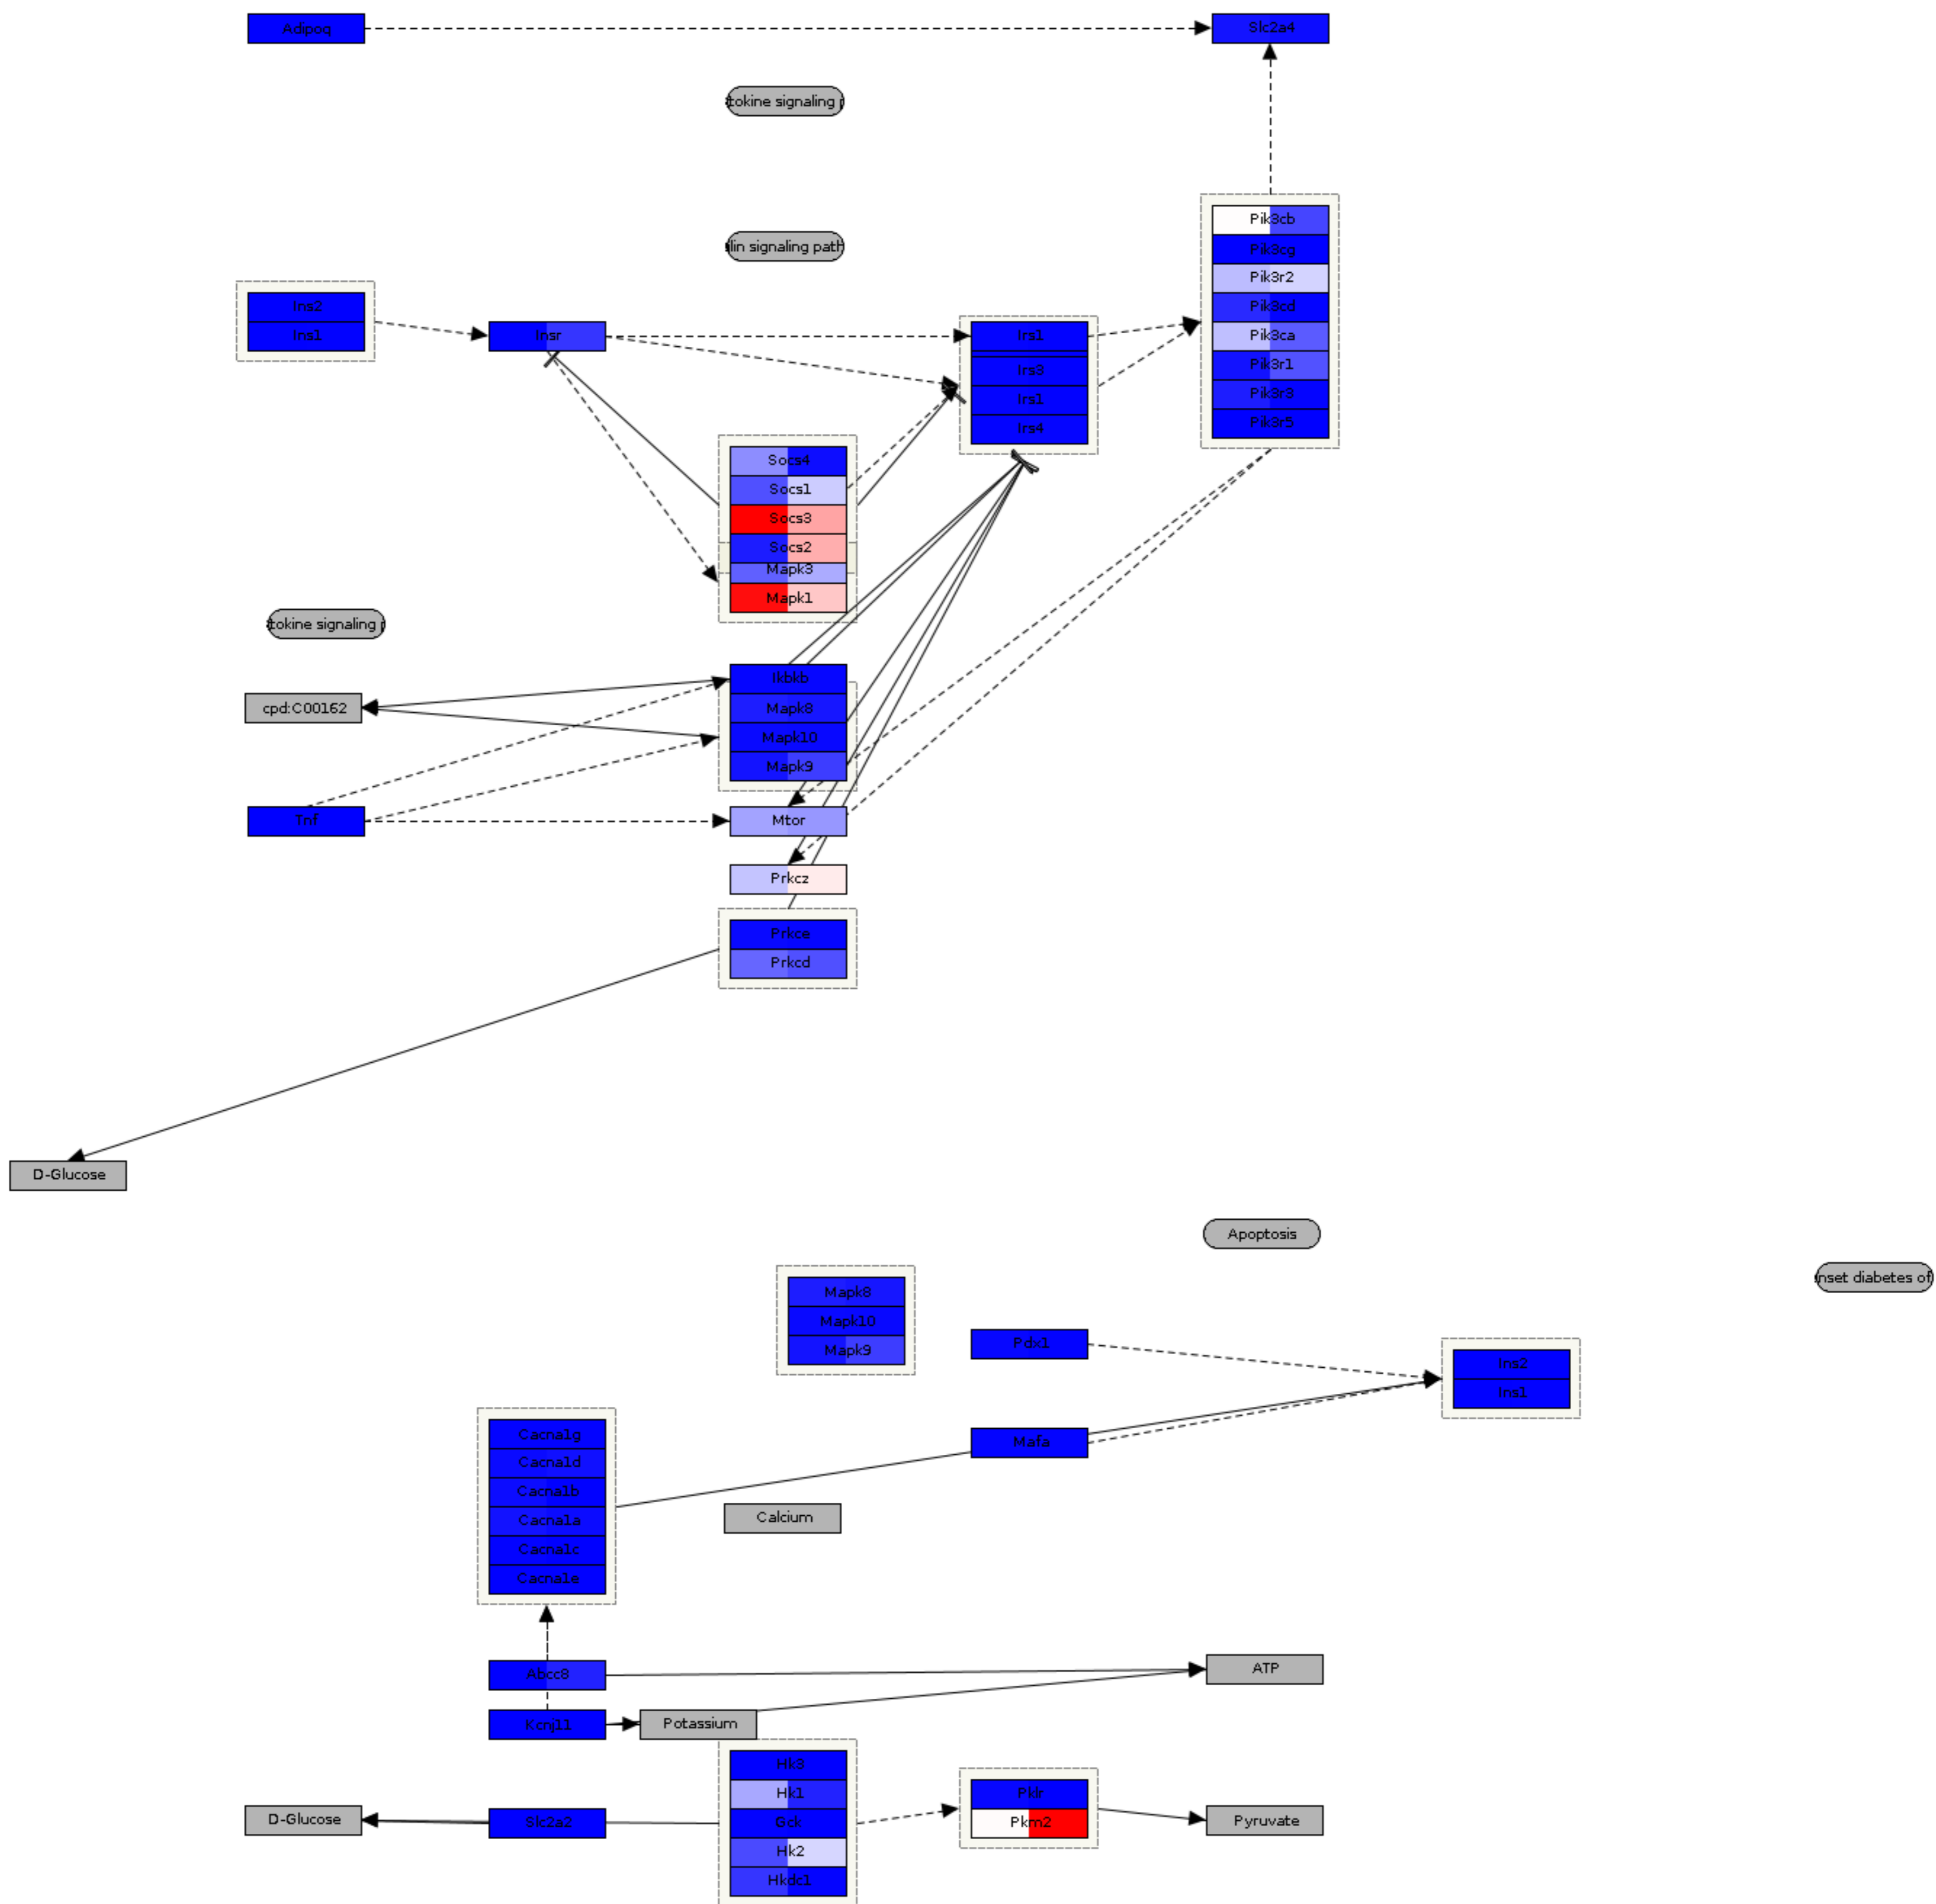 Adipoq
Slc2a4
tokine signaling p
lin signaling path
Pik3cb
Pik3cg
Pik3r2
Pik3cd
Pik3ca
Pik3r1
Pik3r3
Pik3r5
Ins2
Ins1
Insr
Irs1
Irs3
Irs1
Irs4
Socs4
Socs1
Socs3
Socs2
Mapk3
Mapk1
tokine signaling p
Ikbkb
cpd:C00162
Mapk8
Mapk10
Mapk9
Tnf
Mtor
Prkcz
Prkce
Prkcd
D-Glucose
Apoptosis
nset diabetes of
Mapk8
Mapk10
Mapk9
Pdx1
Ins2
Ins1
Mafa
Cacna1g
Cacna1d
Cacna1b
Cacna1a
Cacna1c
Cacna1e
Calcium
Abcc8
ATP
Kcnj11
Potassium
Hk3
Hk1
Gck
Hk2
Hkdc1
Pklr
Pkm2
D-Glucose
Slc2a2
Pyruvate